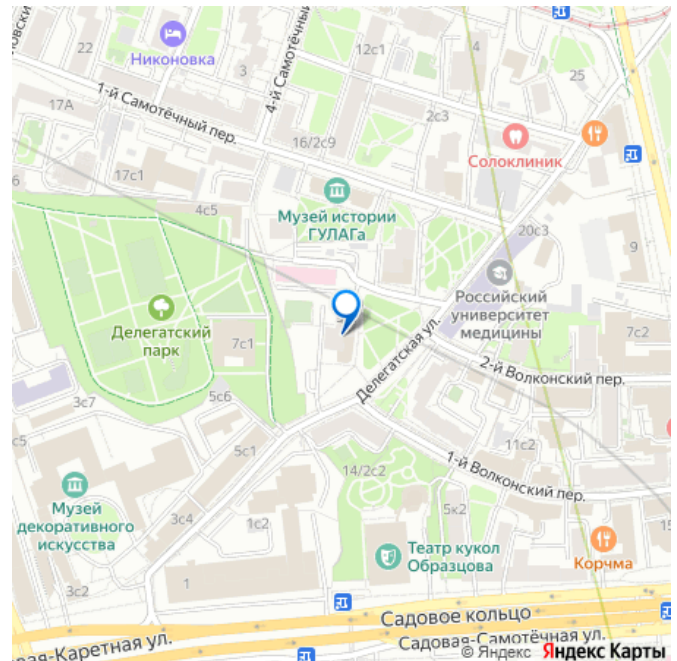 22
Никоновка
3
4-й Самотёчный
12с1
4
25
17А
1-й Самотёчный пер.
2с3
16/2с9
Солоклиник
17с1
6
4с5
Музей истории
ГУЛАГа
20с3
9
Российский
университет
медицины
Делегатский
парк
7с1
Делегатская ул.
7с2
2-й Волконский пер.
3с7
5с6
5с1
11с2
1-й Волконский пер.
14/2с2
Музей
декоративного
искусства
3с4
1с2
5к2
15
Театр кукол
Образцова
Корчма
3с2
1
Садовое кольцо
вая-Каретная ул.
Садовая-Самотёчная ул.
© Яндекс Яндекс Карты